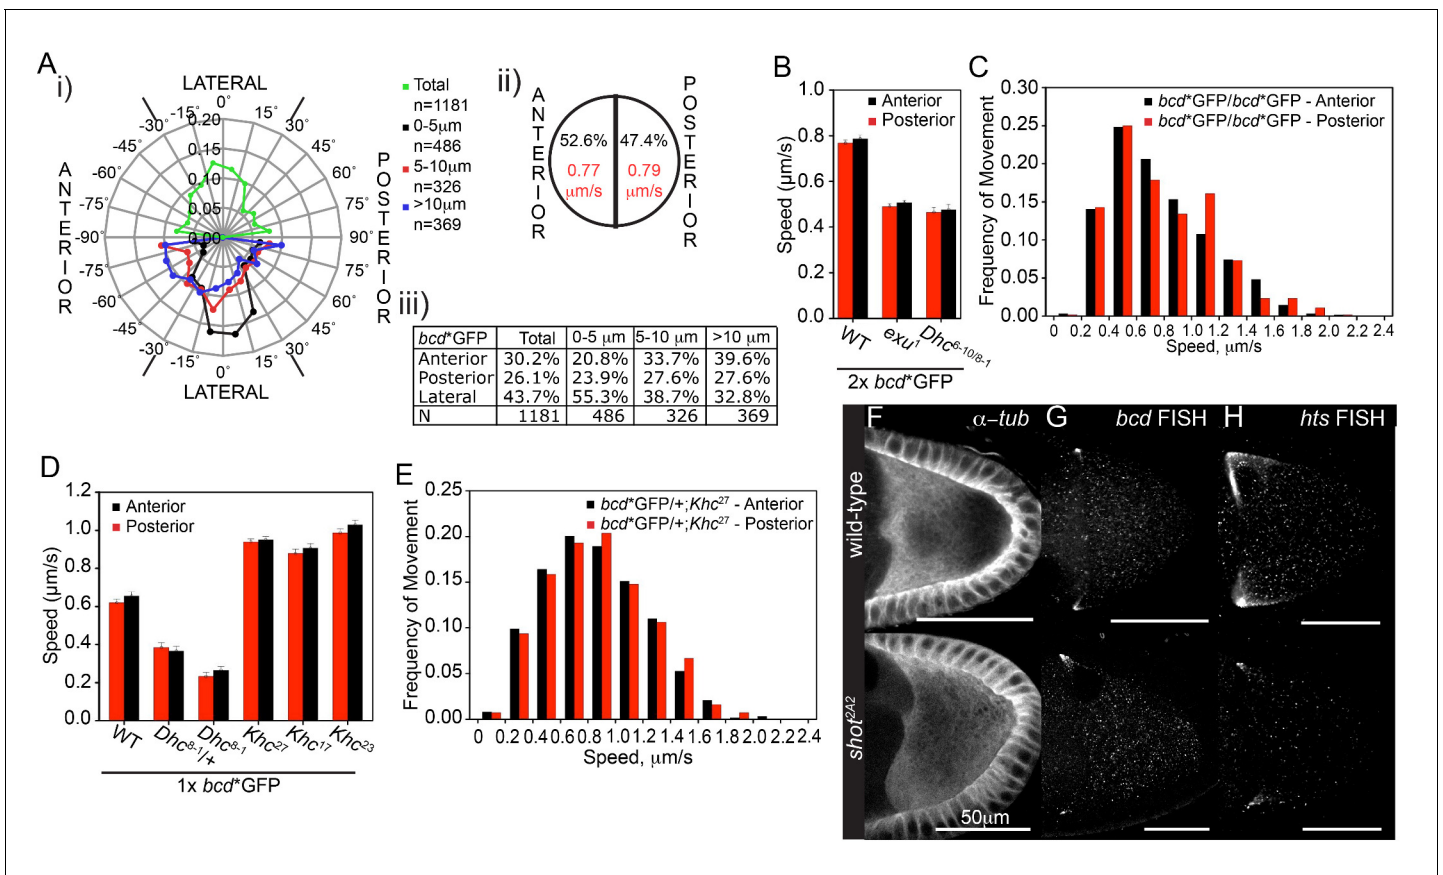 A
i)
LATERAL
0°
-15° 15°
-30° 30°
-45° 45°
-60° 60°
-75° 75°
-90° 90°
-75° 75°
-60° 60°
-45° 45°
-30° 30°
-15° 15°
0°
LATERAL
0.20
0.15
0.10
0.05
0.00
ANTERIOR
POSTERIOR
Total
n=1181
0-5μm
n=486
5-10μm
n=326
>10μm
n=369
ii)
ANTERIOR
POSTERIOR
52.6% 47.4%
0.77 0.79
μm/s μm/s
iii)
bcd*GFP Total 0-5 μm 5-10 μm >10 μm
Anterior 30.2% 20.8% 33.7% 39.6%
Posterior 26.1% 23.9% 27.6% 27.6%
Lateral 43.7% 55.3% 38.7% 32.8%
N 1181 486 326 369
B
Speed (μm/s)
1.0
0.8
0.6
0.4
0.2
0.0
Anterior
Posterior
WT exu1 Dhc6-10/8-1
2x bcd*GFP
C
Frequency of Movement
0.30
0.25
0.20
0.15
0.10
0.05
0.00
bcd*GFP/bcd*GFP - Anterior
bcd*GFP/bcd*GFP - Posterior
0 0.2 0.4 0.6 0.8 1.0 1.2 1.4 1.6 1.8 2.0 2.2 2.4
Speed, μm/s
D
Speed (μm/s)
1.2
1.0
0.8
0.6
0.4
0.2
0.0
Anterior
Posterior
WT Dhc8-1/+ Dhc8-1 Khc27 Khc17 Khc23
1x bcd*GFP
E
Frequency of Movement
0.25
0.20
0.15
0.10
0.05
0.00
bcd*GFP/+;Khc27 - Anterior
bcd*GFP/+;Khc27 - Posterior
0 0.2 0.4 0.6 0.8 1.0 1.2 1.4 1.6 1.8 2.0 2.2 2.4
Speed, μm/s
F α-tub G bcd FISH H hts FISH
wild-type
shot2A2
50μm